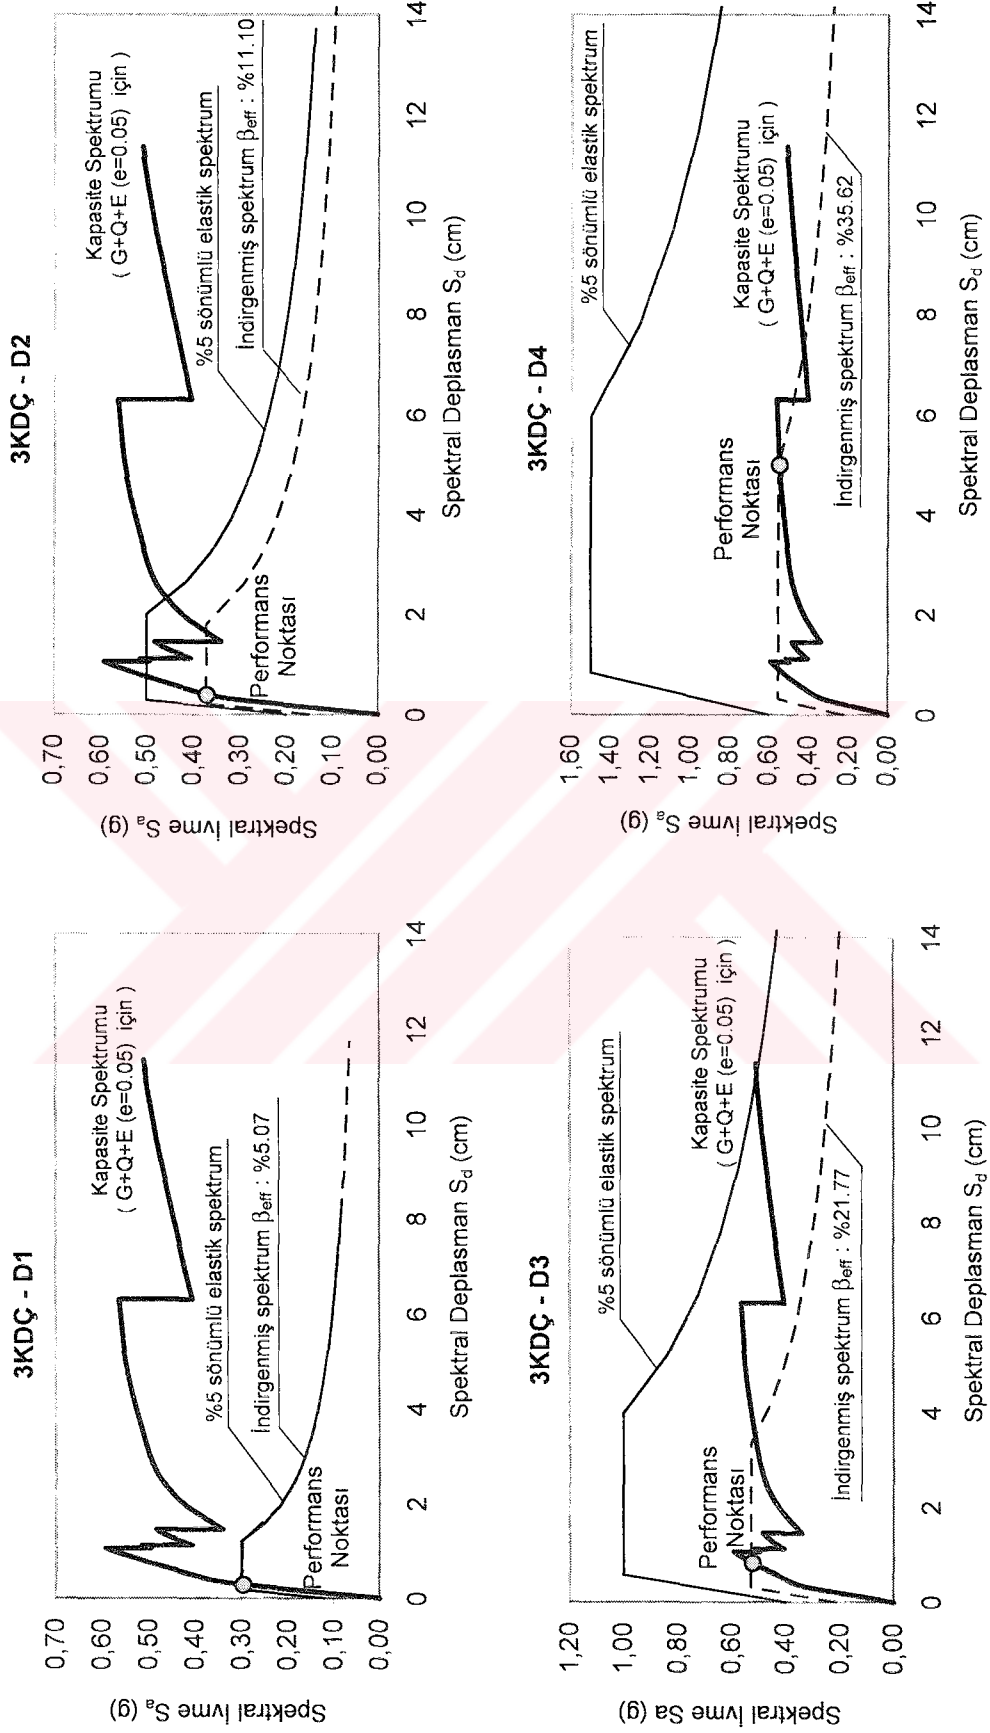 3KDÇ - D1
0,70
0,60
0,50
0,40
0,30
0,20
0,10
0,00
Spektral İvme Sa (g)
0
2
4
6
8
10
12
14
Spektral Deplasman Sd (cm)
Kapasite Spektrumu
( G+Q+E (e=0.05) için )
%5 sönümlü elastik spektrum
İndirgenmiş spektrum βeff : %5.07
Performans
Noktası
3KDÇ - D2
0,70
0,60
0,50
0,40
0,30
0,20
0,10
0,00
Spektral İvme Sa (g)
0
2
4
6
8
10
12
14
Spektral Deplasman Sd (cm)
Kapasite Spektrumu
( G+Q+E (e=0.05) için )
%5 sönümlü elastik spektrum
İndirgenmiş spektrum βeff : %11.10
Performans
Noktası
3KDÇ - D3
1,20
1,00
0,80
0,60
0,40
0,20
0,00
Spektral İvme Sa (g)
0
2
4
6
8
10
12
14
Spektral Deplasman Sd (cm)
%5 sönümlü elastik spektrum
Kapasite Spektrumu
( G+Q+E (e=0.05) için )
Performans
Noktası
İndirgenmiş spektrum βeff : %21.77
3KDÇ - D4
1,60
1,40
1,20
1,00
0,80
0,60
0,40
0,20
0,00
Spektral İvme Sa (g)
0
2
4
6
8
10
12
14
Spektral Deplasman Sd (cm)
%5 sönümlü elastik spektrum
Kapasite Spektrumu
( G+Q+E (e=0.05) için )
Performans
Noktası
İndirgenmiş spektrum βeff : %35.62